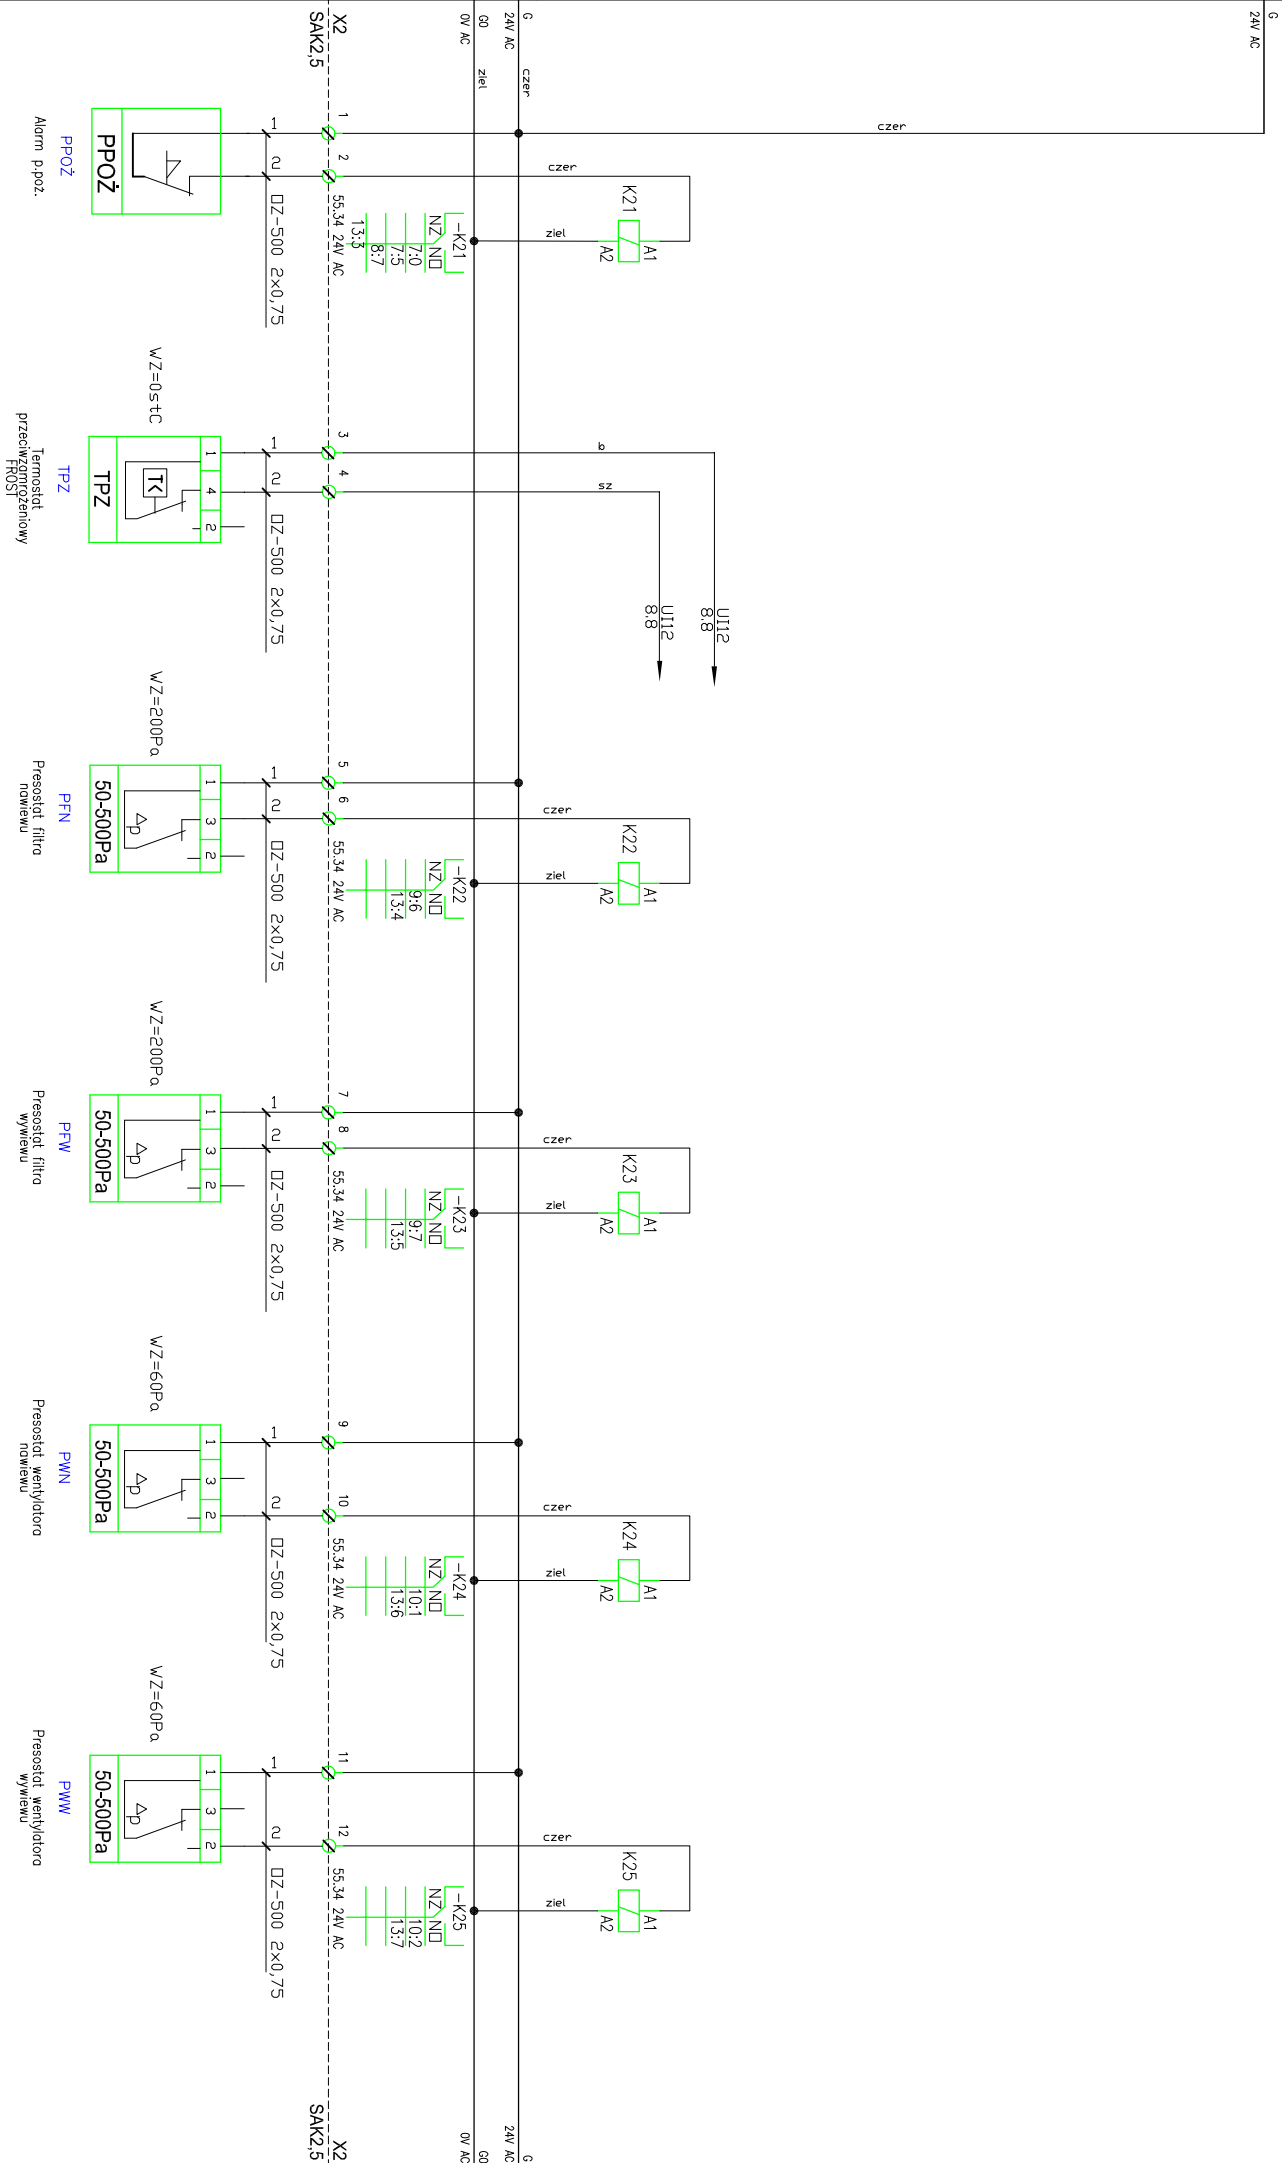 G
24V AC
czer
G
24V AC
czer
G0
0V AC
ziel
X2
SAK2,5
K21
A1
A2
czer
ziel
1
2
-K21
NZ NO
7:0
7:5
8:7
13:3
55.34 24V AC
1
2
OZ-500 2x0,75
PPOŻ
PPOŻ
Alarm p.poż.
UI12
8.8
UI12
8.8
b
sz
3
4
1
2
OZ-500 2x0,75
WZ=0stC
1
4
2
TK
TPZ
TPZ
Termostat
przeciwzamrożeniowy
FROST
K22
A1
A2
czer
ziel
5
6
-K22
NZ NO
9:6
13:4
55.34 24V AC
1
2
OZ-500 2x0,75
WZ=200Pa
1
3
2
Δp
50-500Pa
PFN
Presostat filtra
nawiewu
K23
A1
A2
czer
ziel
7
8
-K23
NZ NO
9:7
13:5
55.34 24V AC
1
2
OZ-500 2x0,75
WZ=200Pa
1
3
2
Δp
50-500Pa
PFW
Presostat filtra
wywiewu
K24
A1
A2
czer
ziel
9
10
-K24
NZ NO
10:1
13:6
55.34 24V AC
1
2
OZ-500 2x0,75
WZ=60Pa
1
3
2
Δp
50-500Pa
PWN
Presostat wentylatora
nawiewu
K25
A1
A2
czer
ziel
11
12
-K25
NZ NO
10:2
13:7
55.34 24V AC
1
2
OZ-500 2x0,75
WZ=60Pa
1
3
2
Δp
50-500Pa
PWW
Presostat wentylatora
wywiewu
G
24V AC
G0
0V AC
X2
SAK2,5